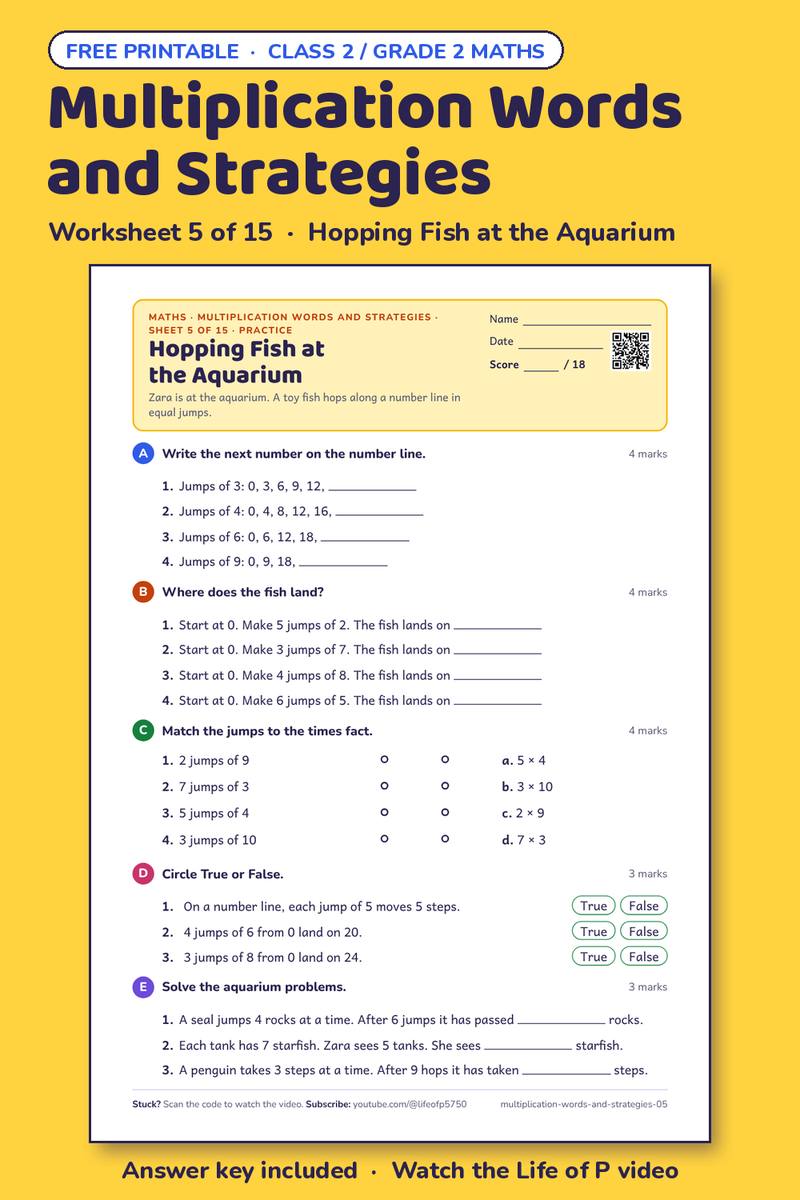 FREE PRINTABLE · CLASS 2 / GRADE 2 MATHS
Multiplication Words
and Strategies
Worksheet 5 of 15 · Hopping Fish at the Aquarium
MATHS · MULTIPLICATION WORDS AND STRATEGIES ·
SHEET 5 OF 15 · PRACTICE
Hopping Fish at
the Aquarium
Zara is at the aquarium. A toy fish hops along a number line in
equal jumps.
Name ____________
Date ____________
Score ______ / 18
A Write the next number on the number line. 4 marks
1. Jumps of 3: 0, 3, 6, 9, 12, ____________
2. Jumps of 4: 0, 4, 8, 12, 16, ____________
3. Jumps of 6: 0, 6, 12, 18, ____________
4. Jumps of 9: 0, 9, 18, ____________
B Where does the fish land? 4 marks
1. Start at 0. Make 5 jumps of 2. The fish lands on ____________
2. Start at 0. Make 3 jumps of 7. The fish lands on ____________
3. Start at 0. Make 4 jumps of 8. The fish lands on ____________
4. Start at 0. Make 6 jumps of 5. The fish lands on ____________
C Match the jumps to the times fact. 4 marks
1. 2 jumps of 9 a. 5 × 4
2. 7 jumps of 3 b. 3 × 10
3. 5 jumps of 4 c. 2 × 9
4. 3 jumps of 10 d. 7 × 3
D Circle True or False. 3 marks
1. On a number line, each jump of 5 moves 5 steps. True False
2. 4 jumps of 6 from 0 land on 20. True False
3. 3 jumps of 8 from 0 land on 24. True False
E Solve the aquarium problems. 3 marks
1. A seal jumps 4 rocks at a time. After 6 jumps it has passed ____________ rocks.
2. Each tank has 7 starfish. Zara sees 5 tanks. She sees ____________ starfish.
3. A penguin takes 3 steps at a time. After 9 hops it has taken ____________ steps.
Stuck? Scan the code to watch the video. Subscribe: youtube.com/@lifeofp5750 multiplication-words-and-strategies-05
Answer key included · Watch the Life of P video